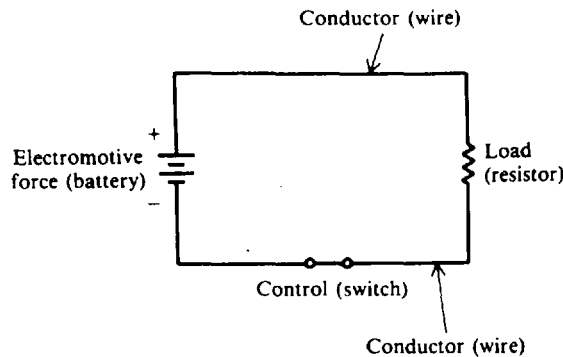 Conductor (wire)
+
Electromotive
force (battery)
−
Load
(resistor)
Control (switch)
Conductor (wire)